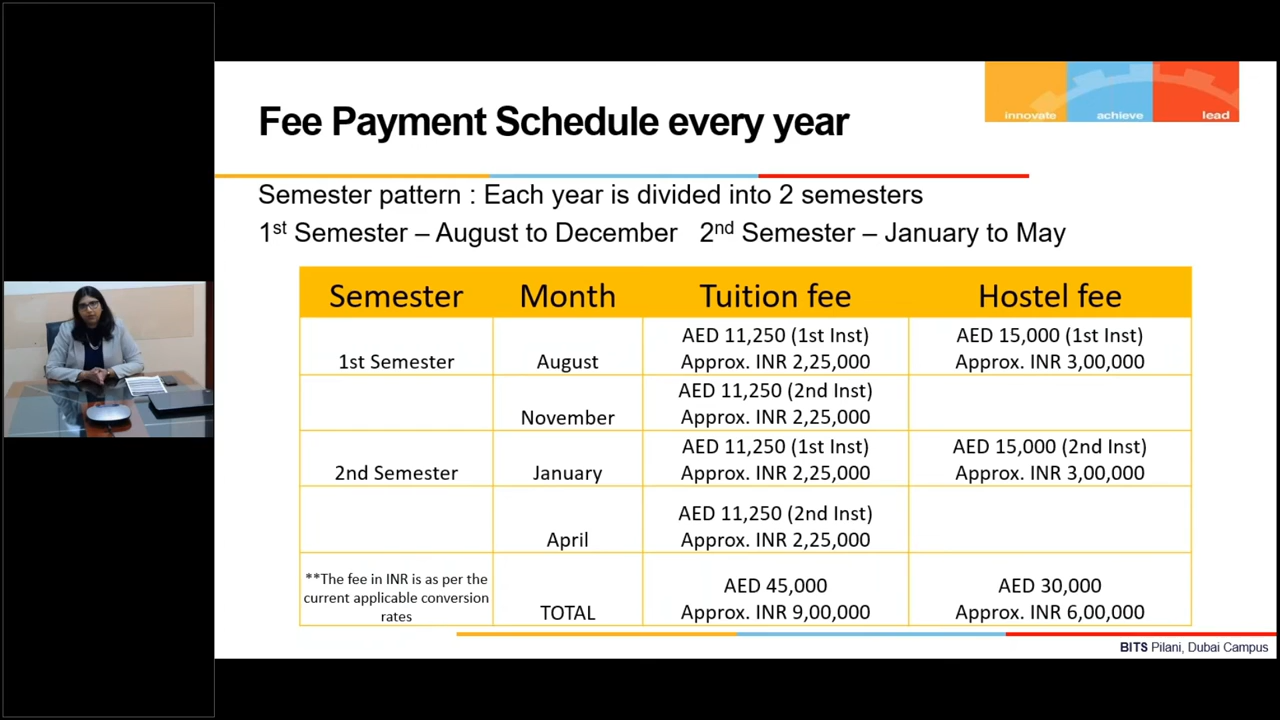 innovate achieve lead
Fee Payment Schedule every year
Semester pattern : Each year is divided into 2 semesters
1st Semester – August to December 2nd Semester – January to May
Semester Month Tuition fee Hostel fee
AED 11,250 (1st Inst) AED 15,000 (1st Inst)
1st Semester August Approx. INR 2,25,000 Approx. INR 3,00,000
AED 11,250 (2nd Inst)
November Approx. INR 2,25,000
AED 11,250 (1st Inst) AED 15,000 (2nd Inst)
2nd Semester January Approx. INR 2,25,000 Approx. INR 3,00,000
AED 11,250 (2nd Inst)
April Approx. INR 2,25,000
**The fee in INR is as per the
current applicable conversion
rates
TOTAL
AED 45,000
Approx. INR 9,00,000
AED 30,000
Approx. INR 6,00,000
BITS Pilani, Dubai Campus